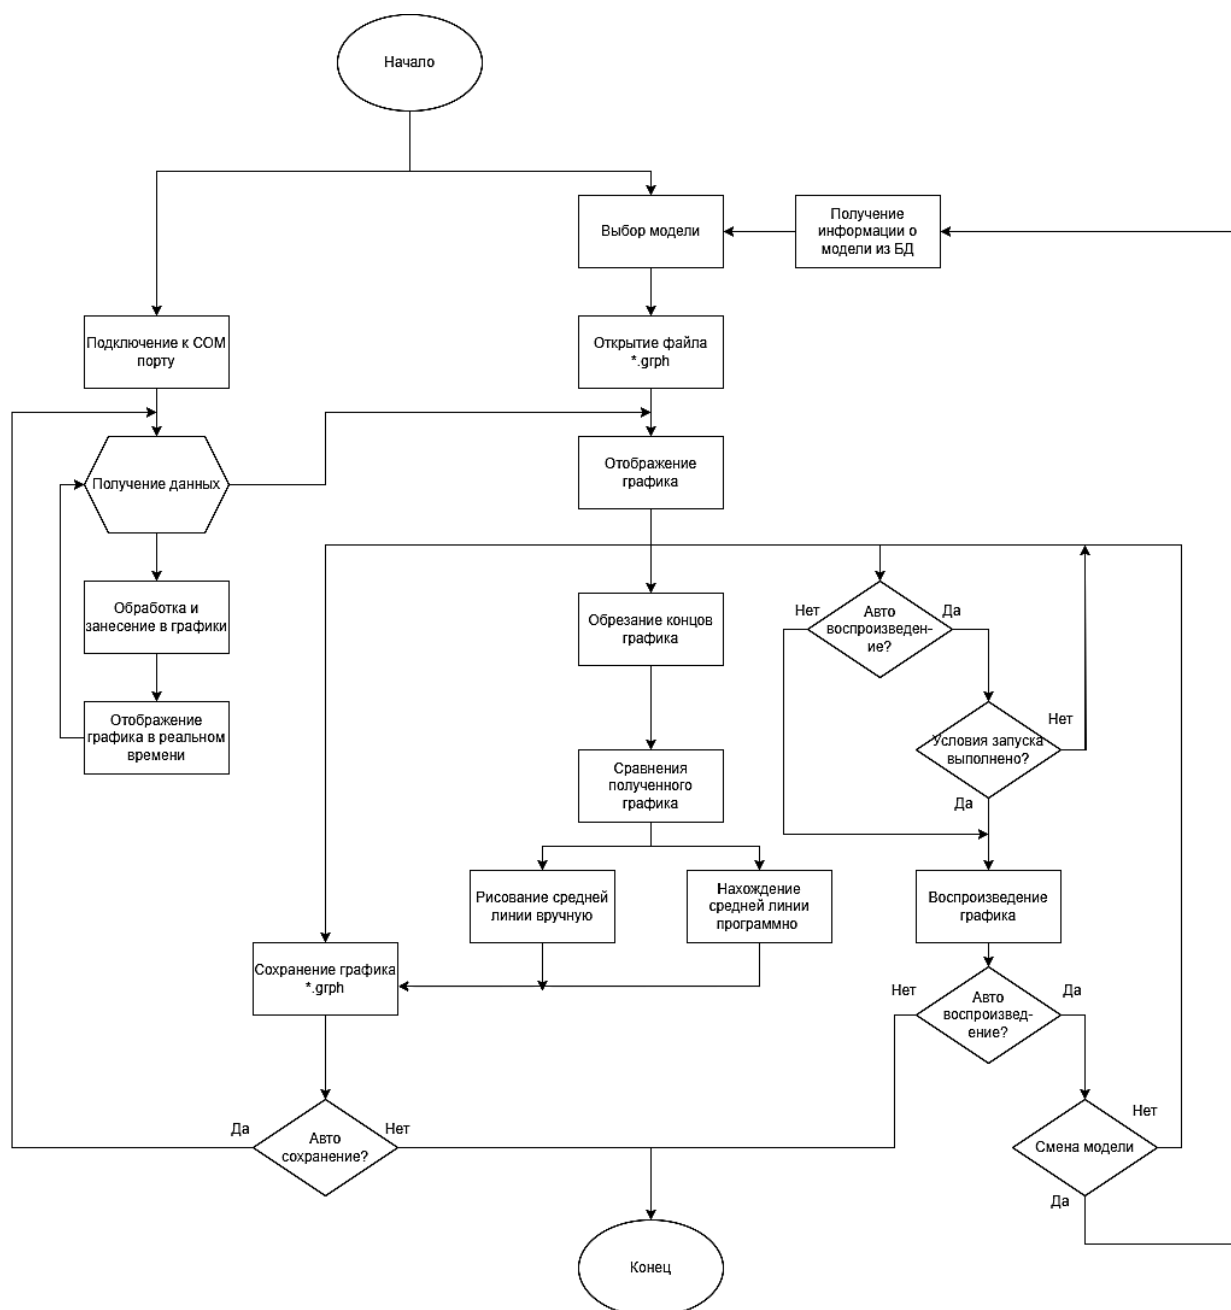 Начало
Выбор модели
Получение
информации о
модели из БД
Подключение к COM
порту
Открытие файла
*.grph
Получение данных
Отображение
графика
Обработка и
занесение в графики
Обрезание концов
графика
Нет
Авто
воспроизведен-
ие?
Да
Отображение
графика в реальном
времени
Условия запуска
выполнено?
Нет
Да
Сравнения
полученного
графика
Рисование средней
линии вручную
Нахождение
средней линии
программно
Воспроизведение
графика
Сохранение графика
*.grph
Нет
Авто
воспроизвед-
ение?
Да
Да
Авто
сохранение?
Нет
Смена модели
Нет
Да
Конец